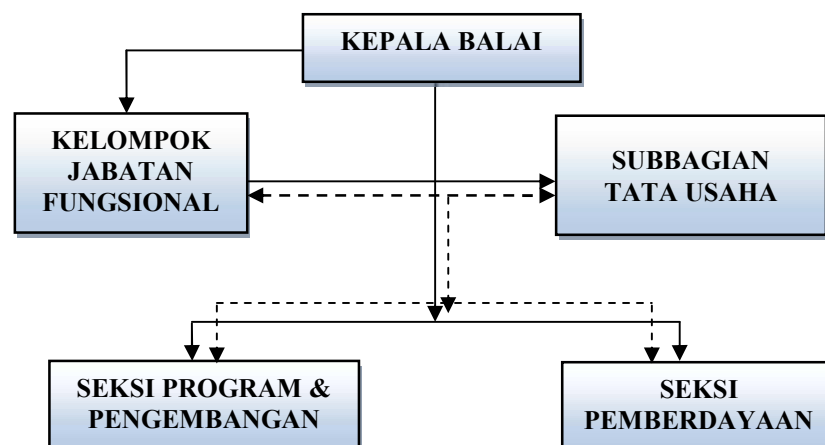 KEPALA BALAI
KELOMPOK
JABATAN
FUNGSIONAL
SUBBAGIAN
TATA USAHA
SEKSI PROGRAM &
PENGEMBANGAN
SEKSI
PEMBERDAYAAN